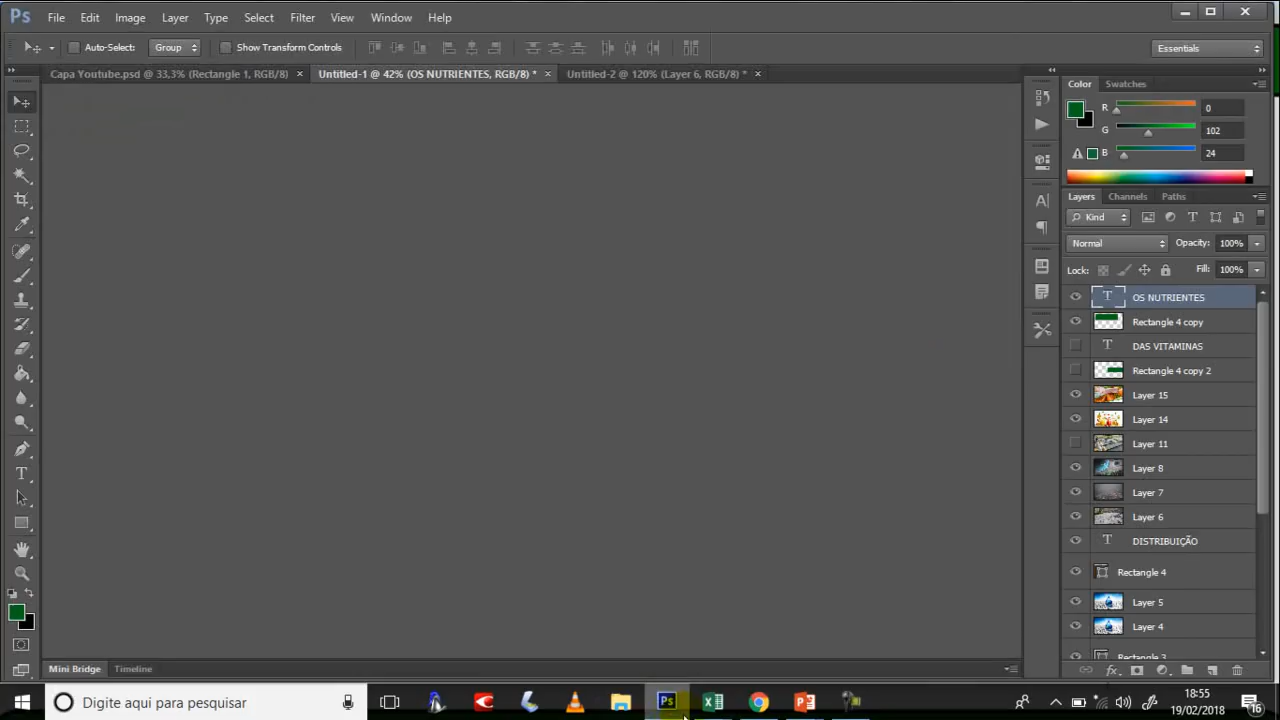 Ps File Edit Image Layer Type Select Filter View Window Help
Auto-Select: Group Show Transform Controls Essentials
Capa Youtube.psd @ 33,3% (Rectangle 1, RGB/8) Untitled-1 @ 42% (OS NUTRIENTES, RGB/8) * Untitled-2 @ 120% (Layer 6, RGB/8) *
Color Swatches
R 0
G 102
B 24
Layers Channels Paths
Kind
Normal Opacity: 100%
Lock: Fill: 100%
OS NUTRIENTES
Rectangle 4 copy
DAS VITAMINAS
Rectangle 4 copy 2
Layer 15
Layer 14
Layer 11
Layer 8
Layer 7
Layer 6
DISTRIBUIÇÃO
Rectangle 4
Layer 5
Layer 4
Rectangle 3
Mini Bridge Timeline
Digite aqui para pesquisar
18:55
19/02/2018
16